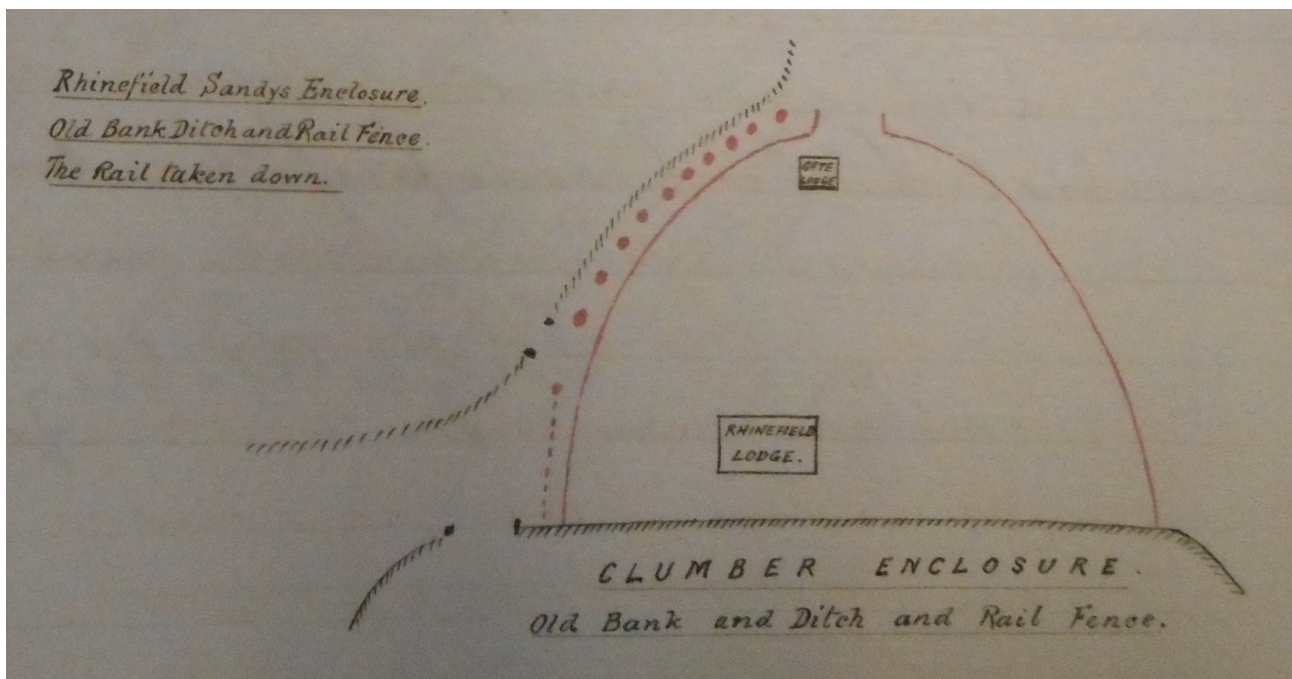 Rhinefield Sandys Enclosure.
Old Bank Ditch and Rail Fence.
The Rail taken down.
GATE
LODGE
RHINEFIELD
LODGE.
CLUMBER ENCLOSURE.
Old Bank and Ditch and Rail Fence.